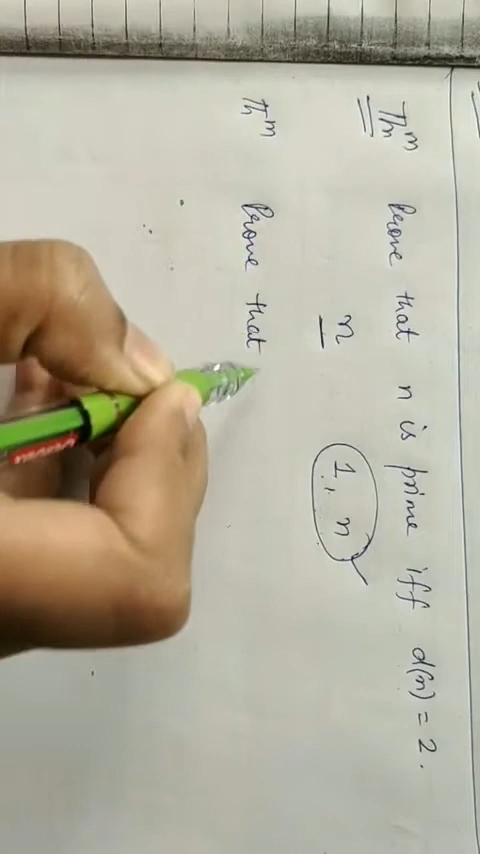 Thm Prove that n is prime iff d(n) = 2.
n 1, n
Thm Prove that